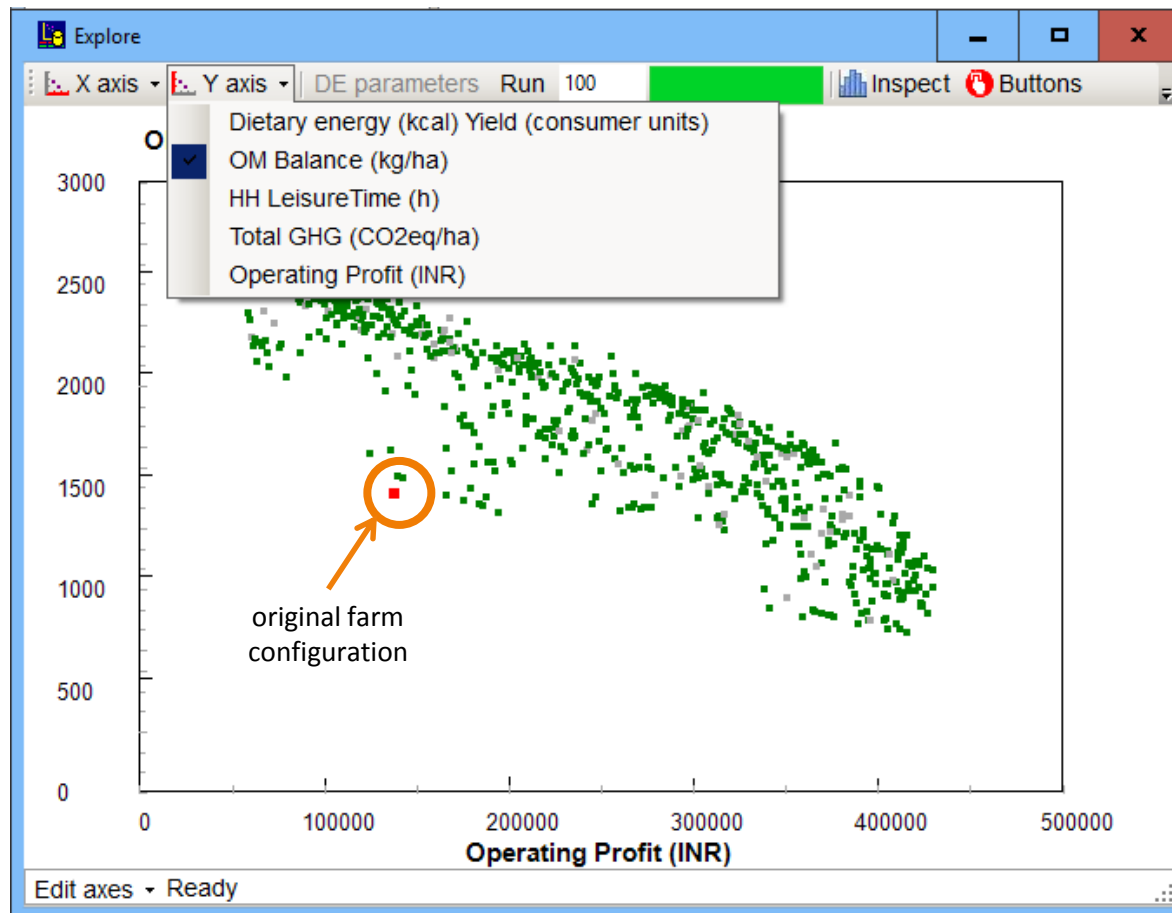 Explore
X axis Y axis DE parameters Run 100 Inspect Buttons
Dietary energy (kcal) Yield (consumer units)
O
OM Balance (kg/ha)
HH LeisureTime (h)
Total GHG (CO2eq/ha)
Operating Profit (INR)
3000
2500
2000
1500
1000
500
0
original farm
configuration
0 100000 200000 300000 400000 500000
Operating Profit (INR)
Edit axes Ready